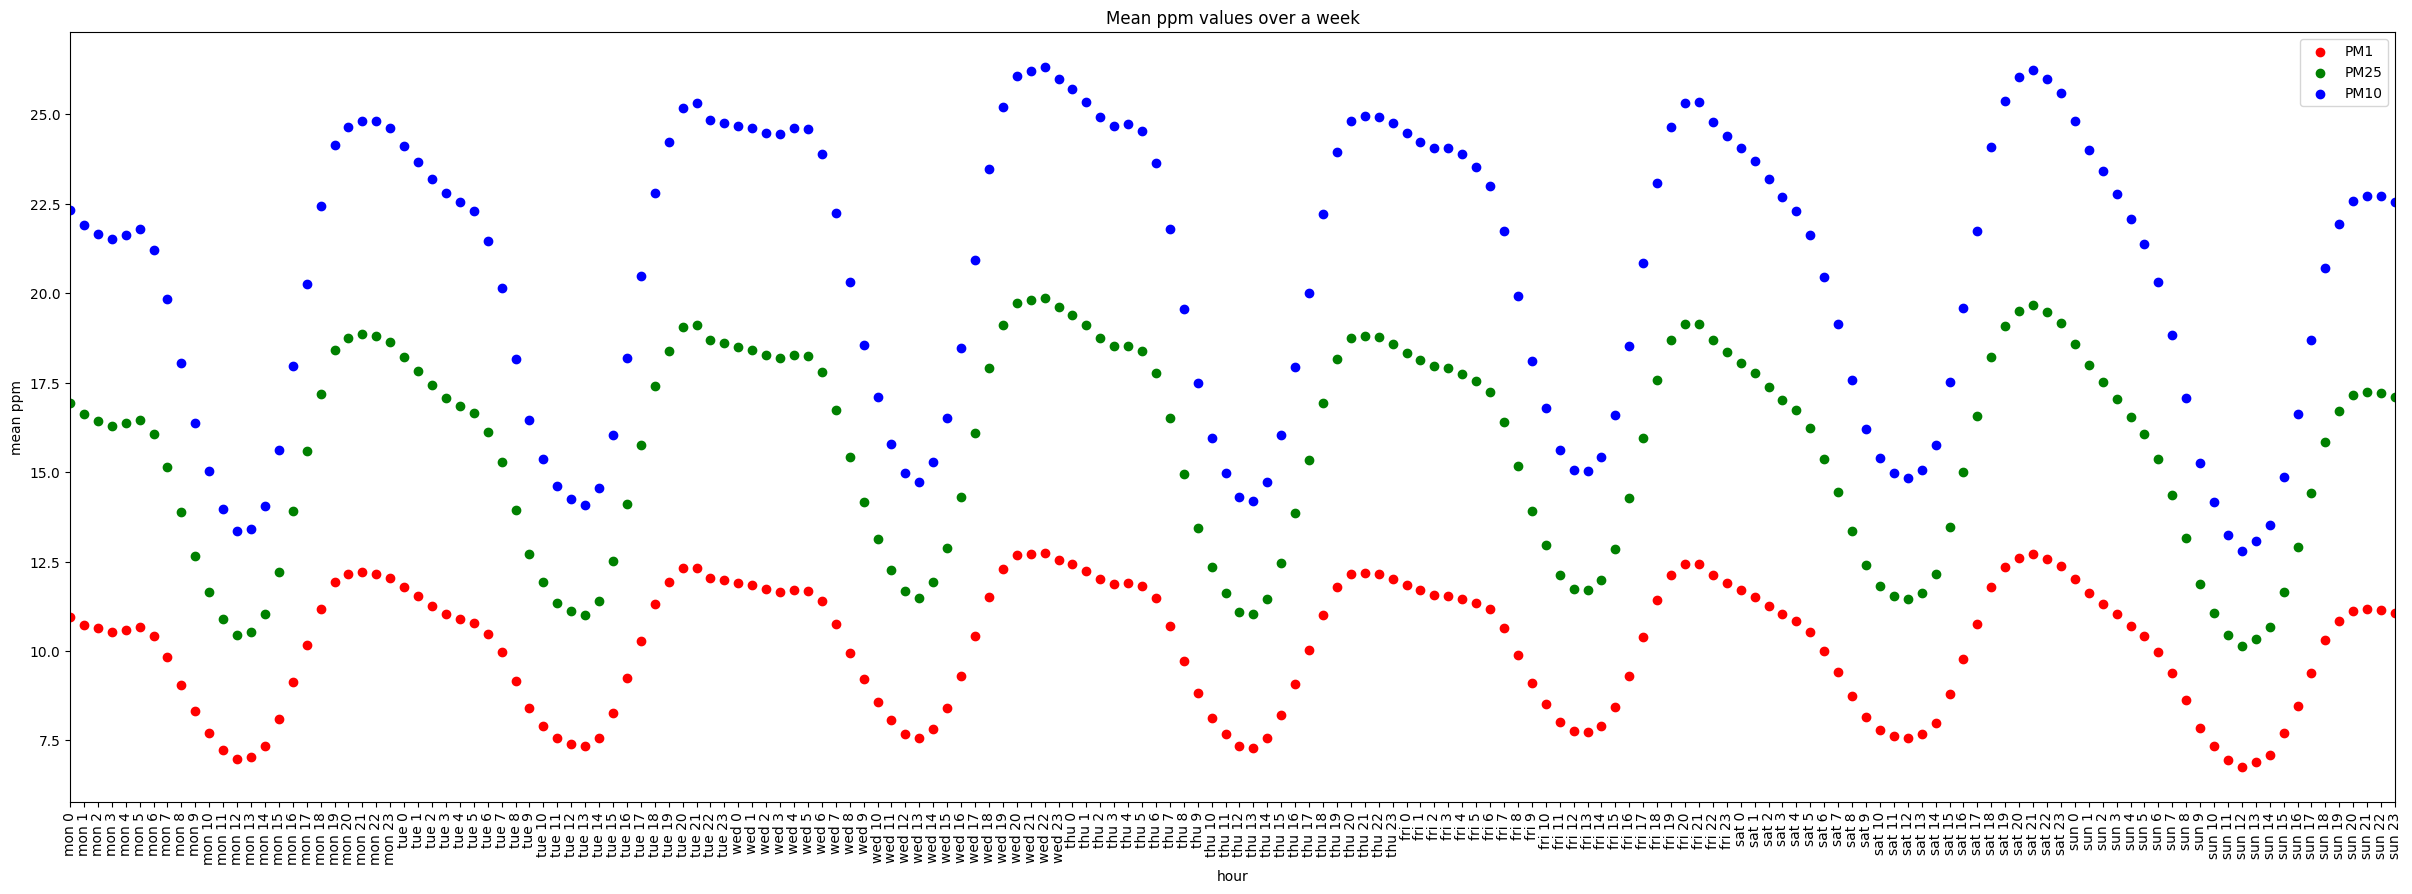 Mean ppm values over a week
PM1
PM25
PM10
mean ppm
25.0
22.5
20.0
17.5
15.0
12.5
10.0
7.5
mon 0
mon 1
mon 2
mon 3
mon 4
mon 5
mon 6
mon 7
mon 8
mon 9
mon 10
mon 11
mon 12
mon 13
mon 14
mon 15
mon 16
mon 17
mon 18
mon 19
mon 20
mon 21
mon 22
mon 23
tue 0
tue 1
tue 2
tue 3
tue 4
tue 5
tue 6
tue 7
tue 8
tue 9
tue 10
tue 11
tue 12
tue 13
tue 14
tue 15
tue 16
tue 17
tue 18
tue 19
tue 20
tue 21
tue 22
tue 23
wed 0
wed 1
wed 2
wed 3
wed 4
wed 5
wed 6
wed 7
wed 8
wed 9
wed 10
wed 11
wed 12
wed 13
wed 14
wed 15
wed 16
wed 17
wed 18
wed 19
wed 20
wed 21
wed 22
wed 23
thu 0
thu 1
thu 2
thu 3
thu 4
thu 5
thu 6
thu 7
thu 8
thu 9
thu 10
thu 11
thu 12
thu 13
thu 14
thu 15
thu 16
thu 17
thu 18
thu 19
thu 20
thu 21
thu 22
thu 23
fri 0
fri 1
fri 2
fri 3
fri 4
fri 5
fri 6
fri 7
fri 8
fri 9
fri 10
fri 11
fri 12
fri 13
fri 14
fri 15
fri 16
fri 17
fri 18
fri 19
fri 20
fri 21
fri 22
fri 23
sat 0
sat 1
sat 2
sat 3
sat 4
sat 5
sat 6
sat 7
sat 8
sat 9
sat 10
sat 11
sat 12
sat 13
sat 14
sat 15
sat 16
sat 17
sat 18
sat 19
sat 20
sat 21
sat 22
sat 23
sun 0
sun 1
sun 2
sun 3
sun 4
sun 5
sun 6
sun 7
sun 8
sun 9
sun 10
sun 11
sun 12
sun 13
sun 14
sun 15
sun 16
sun 17
sun 18
sun 19
sun 20
sun 21
sun 22
sun 23
hour